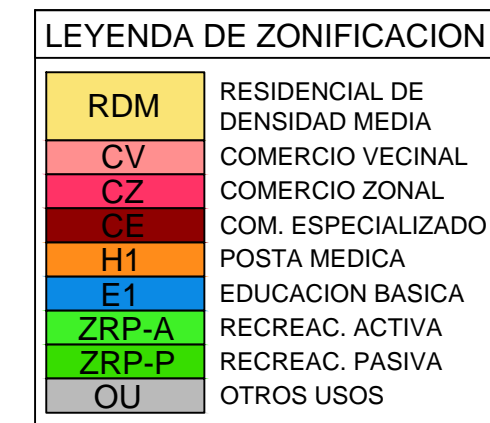 LEYENDA DE ZONIFICACION
RDM RESIDENCIAL DE
DENSIDAD MEDIA
CV COMERCIO VECINAL
CZ COMERCIO ZONAL
CE COM. ESPECIALIZADO
H1 POSTA MEDICA
E1 EDUCACION BASICA
ZRP-A RECREAC. ACTIVA
ZRP-P RECREAC. PASIVA
OU OTROS USOS